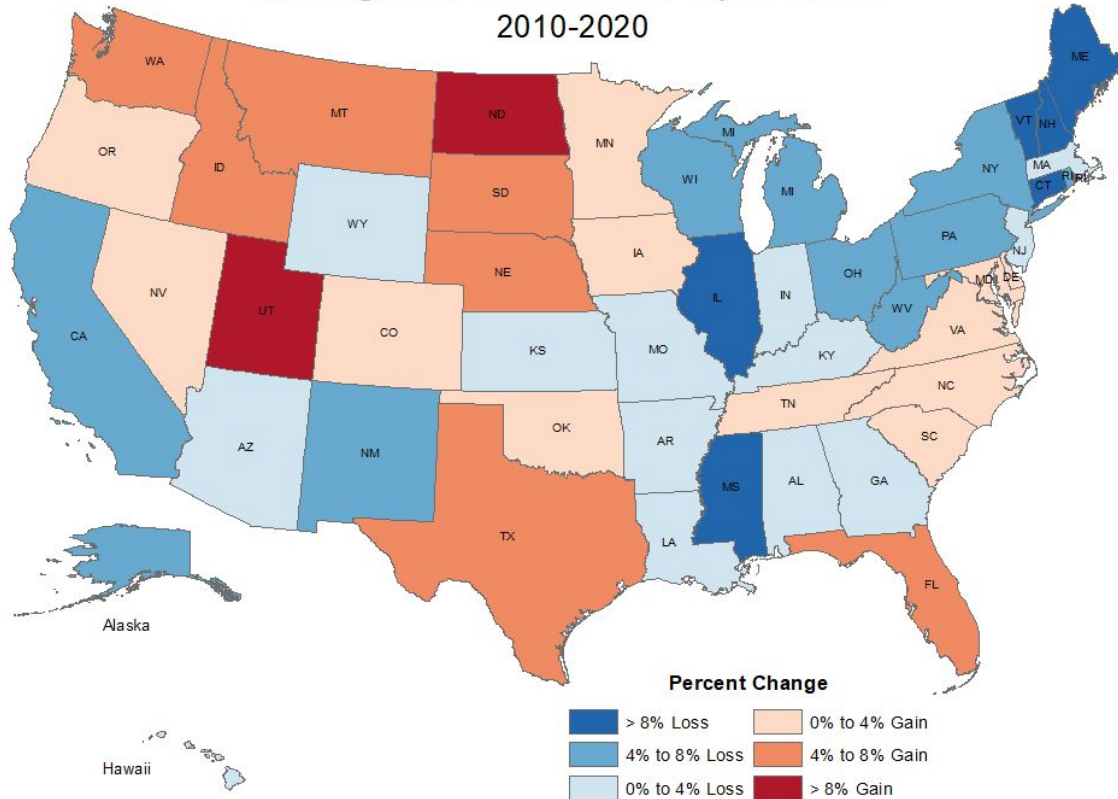 2010-2020
WA
MT
ND
MN
ME
VT
NH
OR
ID
SD
WI
MI
MI
NY
MA
CT
RI
RI
WY
IA
NE
PA
NJ
NV
UT
CO
IL
IN
OH
MD
DE
WV
VA
CA
KS
MO
KY
NC
TN
AZ
NM
OK
AR
SC
MS
AL
GA
TX
LA
FL
Alaska
Hawaii
Percent Change
> 8% Loss
0% to 4% Gain
4% to 8% Loss
4% to 8% Gain
0% to 4% Loss
> 8% Gain